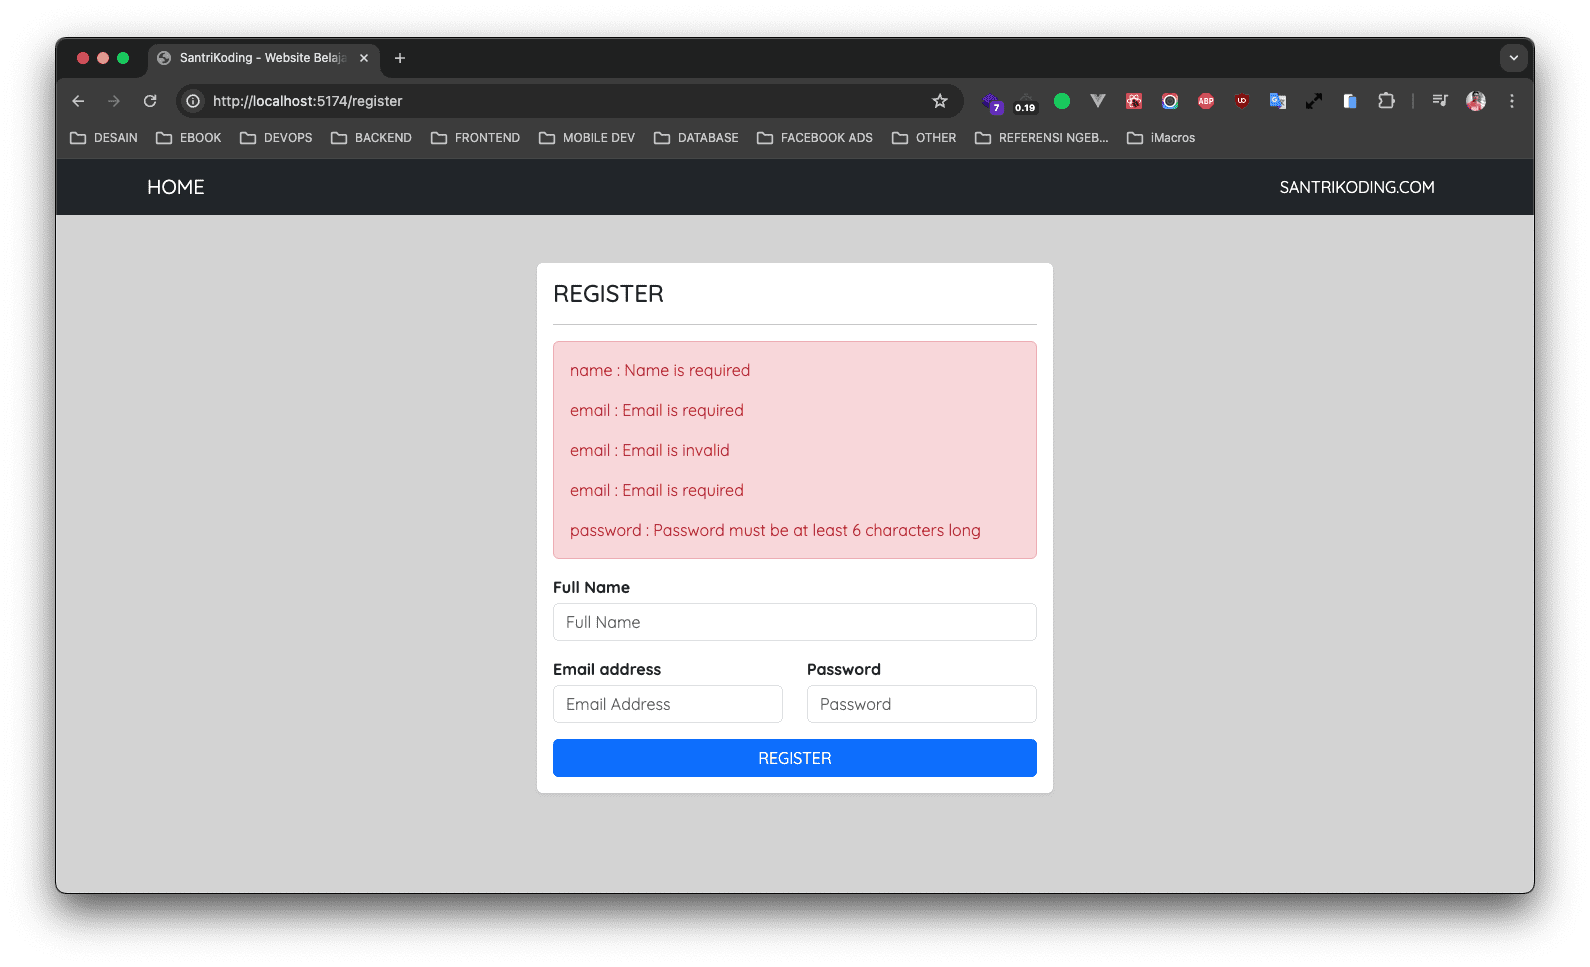 SantriKoding - Website Belaja
http://localhost:5174/register
7
0.19
ABP
DESAIN
EBOOK
DEVOPS
BACKEND
FRONTEND
MOBILE DEV
DATABASE
FACEBOOK ADS
OTHER
REFERENSI NGEB...
iMacros
HOME
SANTRIKODING.COM
REGISTER
name : Name is required
email : Email is required
email : Email is invalid
email : Email is required
password : Password must be at least 6 characters long
Full Name
Full Name
Email address
Password
Email Address
Password
REGISTER